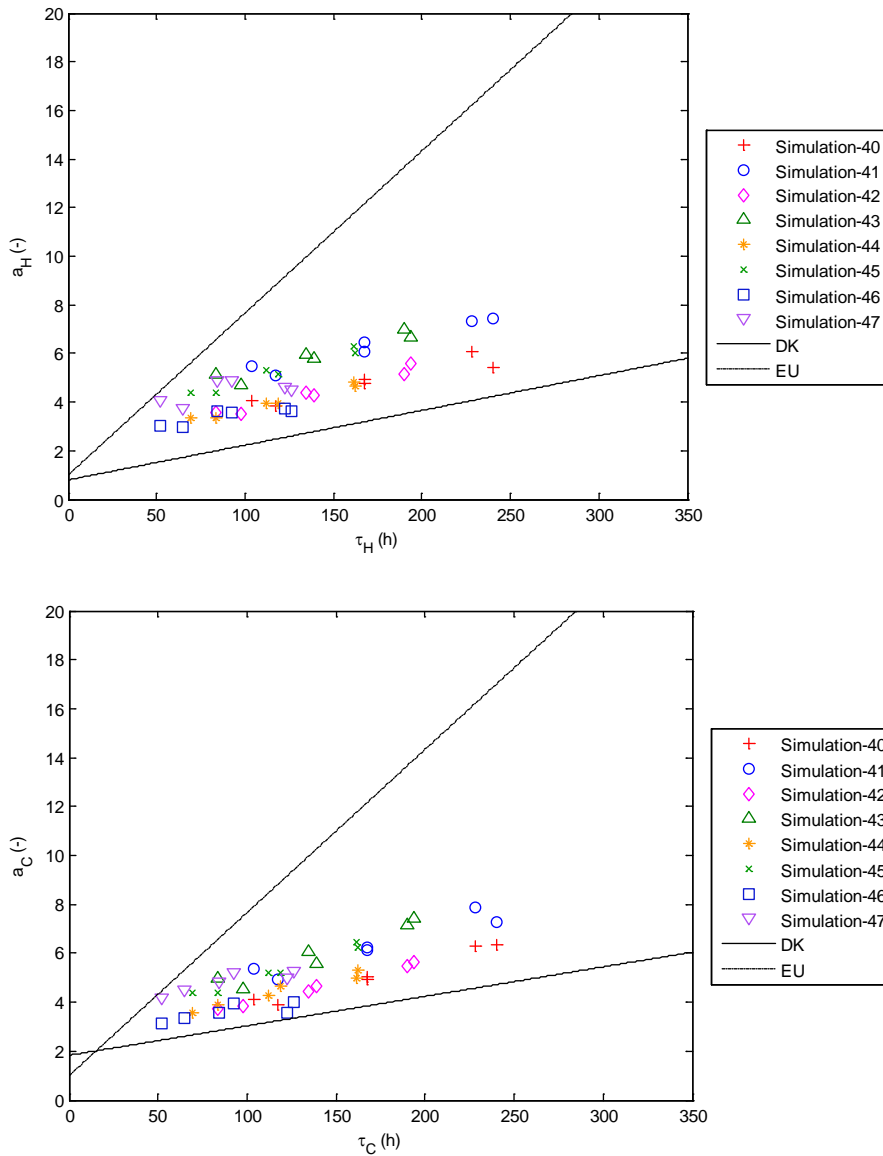 20
18
16
14
12
10
8
6
4
2
0
a_H (-)
0 50 100 150 200 250 300 350
τ_H (h)
Simulation-40
Simulation-41
Simulation-42
Simulation-43
Simulation-44
Simulation-45
Simulation-46
Simulation-47
DK
EU
20
18
16
14
12
10
8
6
4
2
0
a_C (-)
0 50 100 150 200 250 300 350
τ_C (h)
Simulation-40
Simulation-41
Simulation-42
Simulation-43
Simulation-44
Simulation-45
Simulation-46
Simulation-47
DK
EU